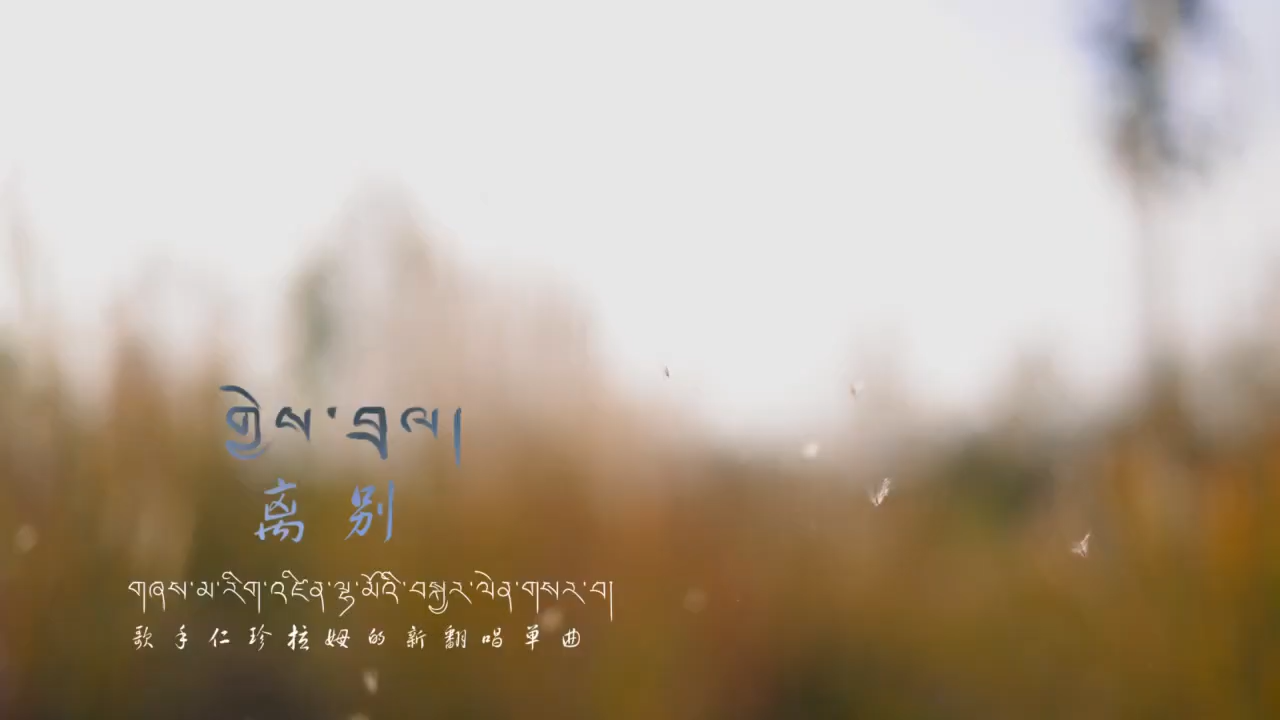 གྱེས་བྲལ།
离别
གཞས་མ་རིག་འཛིན་ལྷ་མོའི་བསྐྱར་ལེན་གསར་བ།
歌手仁珍拉姆的新翻唱单曲